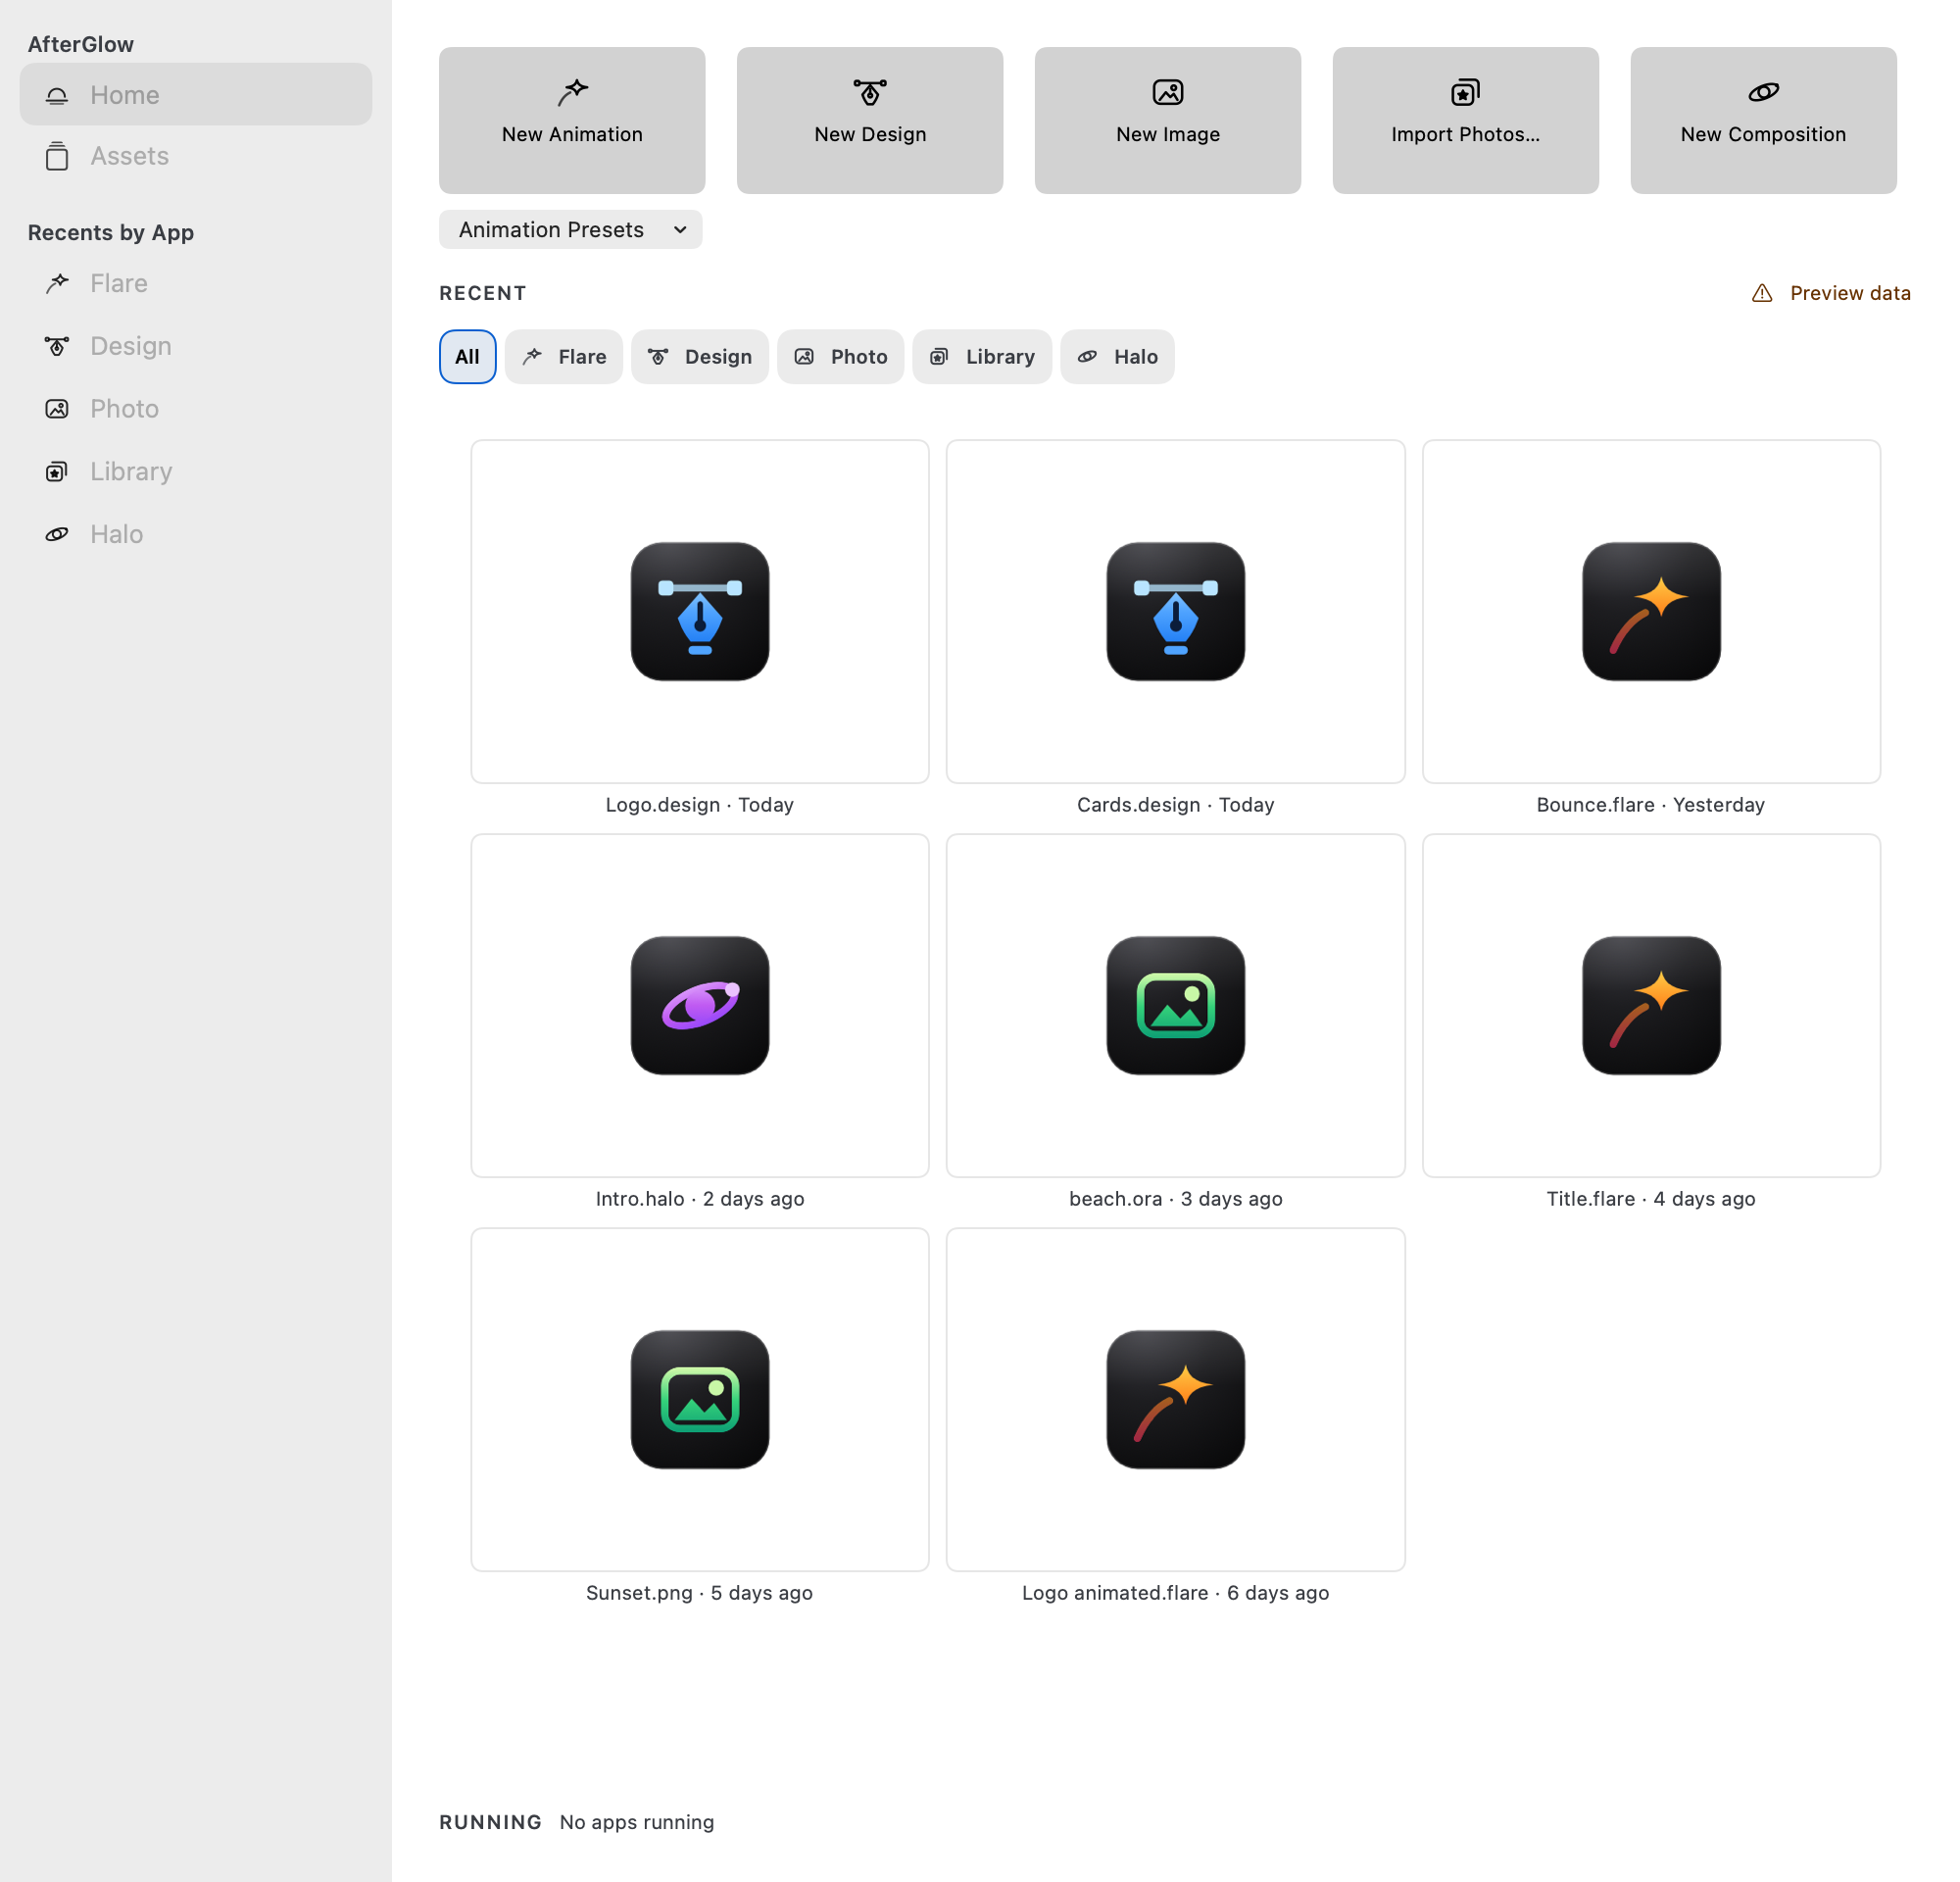 AfterGlow
Home
Assets
Recents by App
Flare
Design
Photo
Library
Halo
New Animation
New Design
New Image
Import Photos...
New Composition
Animation Presets
RECENT
Preview data
All
Flare
Design
Photo
Library
Halo
Logo.design · Today
Cards.design · Today
Bounce.flare · Yesterday
Intro.halo · 2 days ago
beach.ora · 3 days ago
Title.flare · 4 days ago
Sunset.png · 5 days ago
Logo animated.flare · 6 days ago
RUNNING No apps running